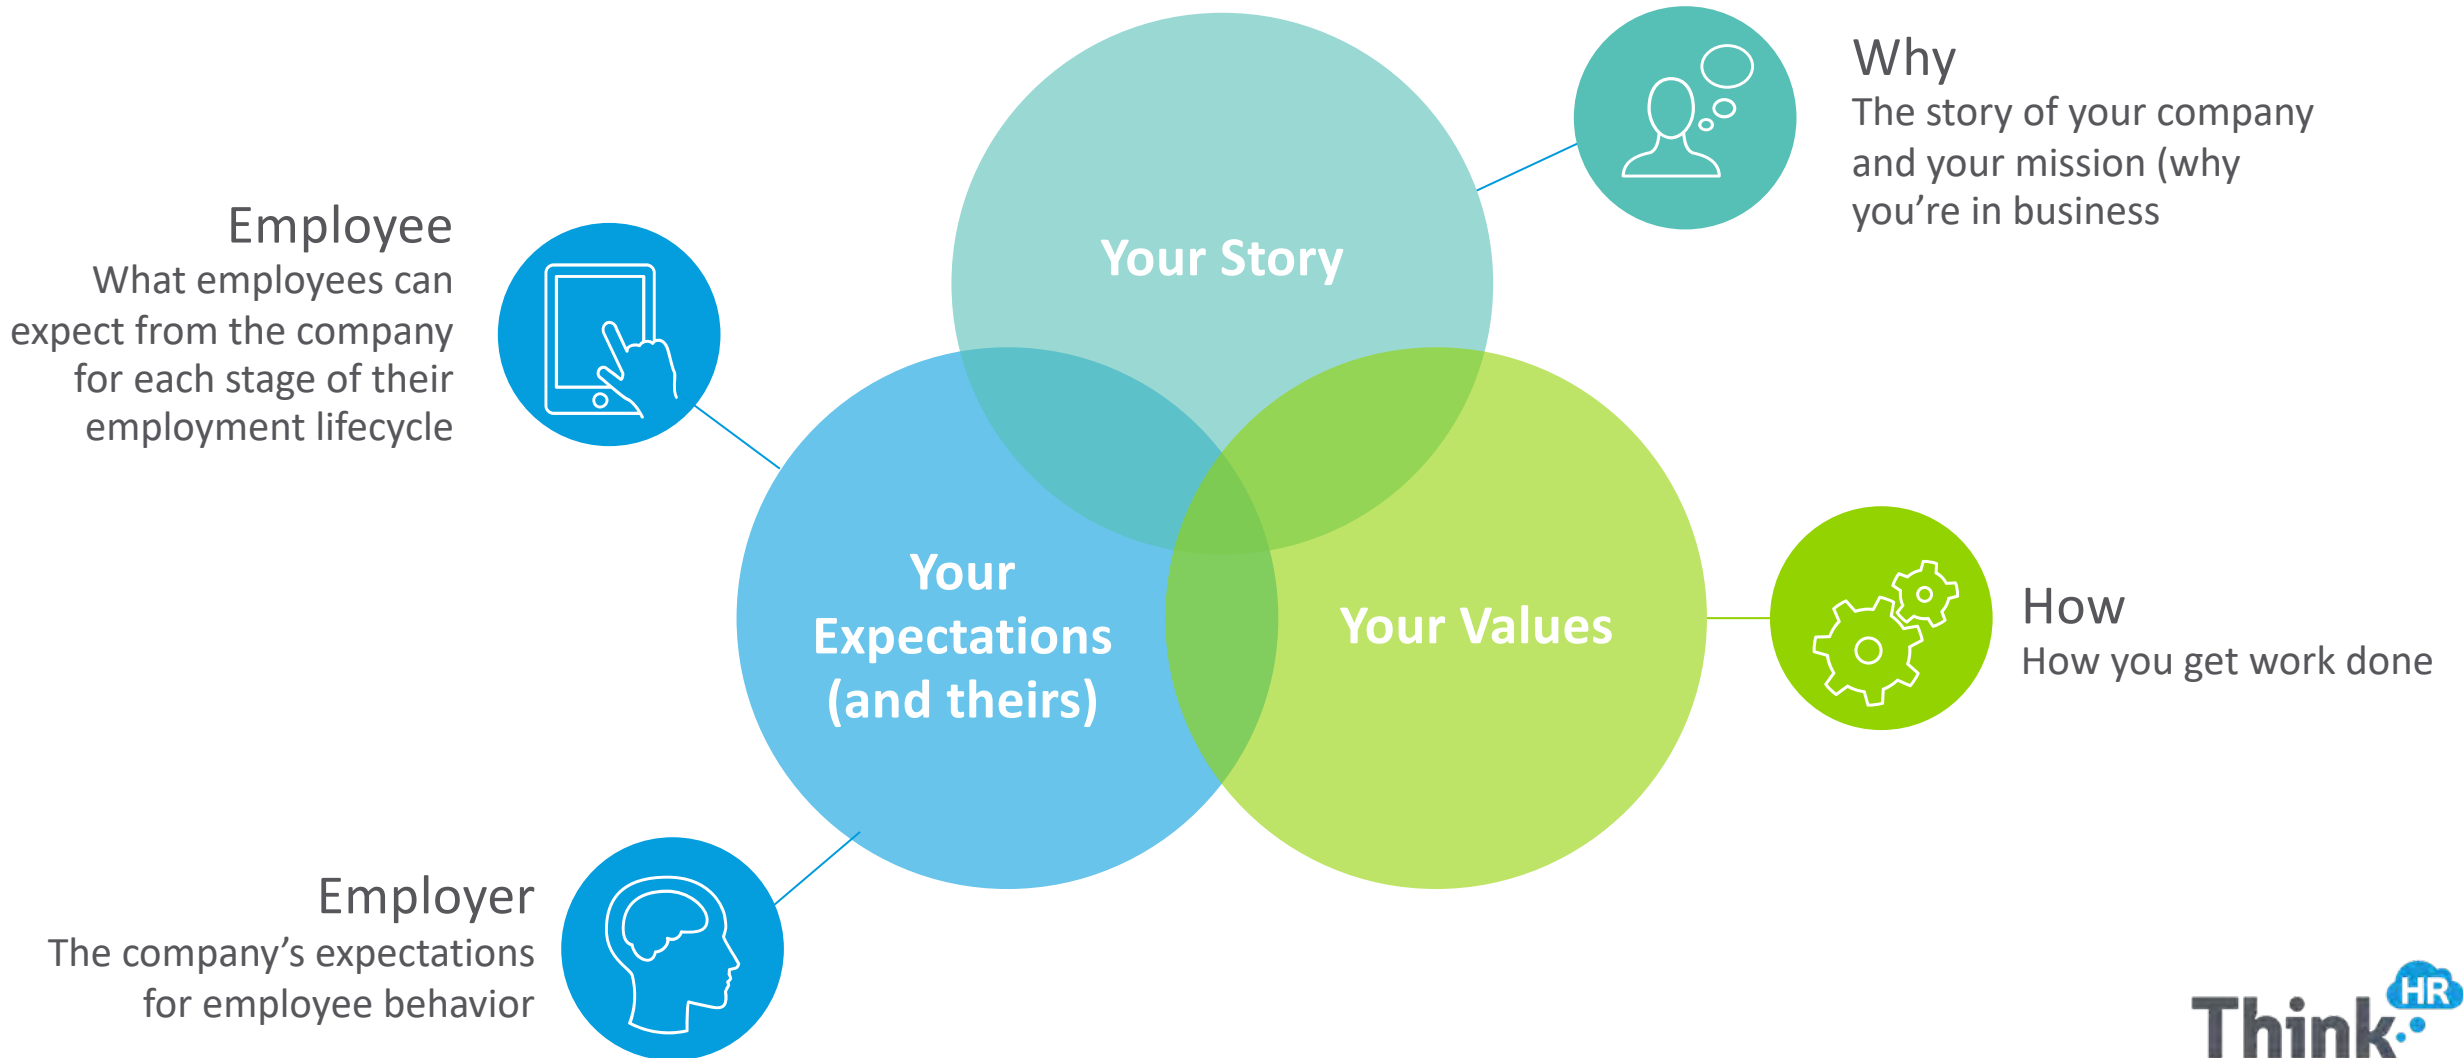 Why
The story of your company
and your mission (why
you’re in business
Your Story
Employee
What employees can
expect from the company
for each stage of their
employment lifecycle
Your
Expectations
(and theirs)
Your Values
How
How you get work done
Employer
The company’s expectations
for employee behavior
HR
Think